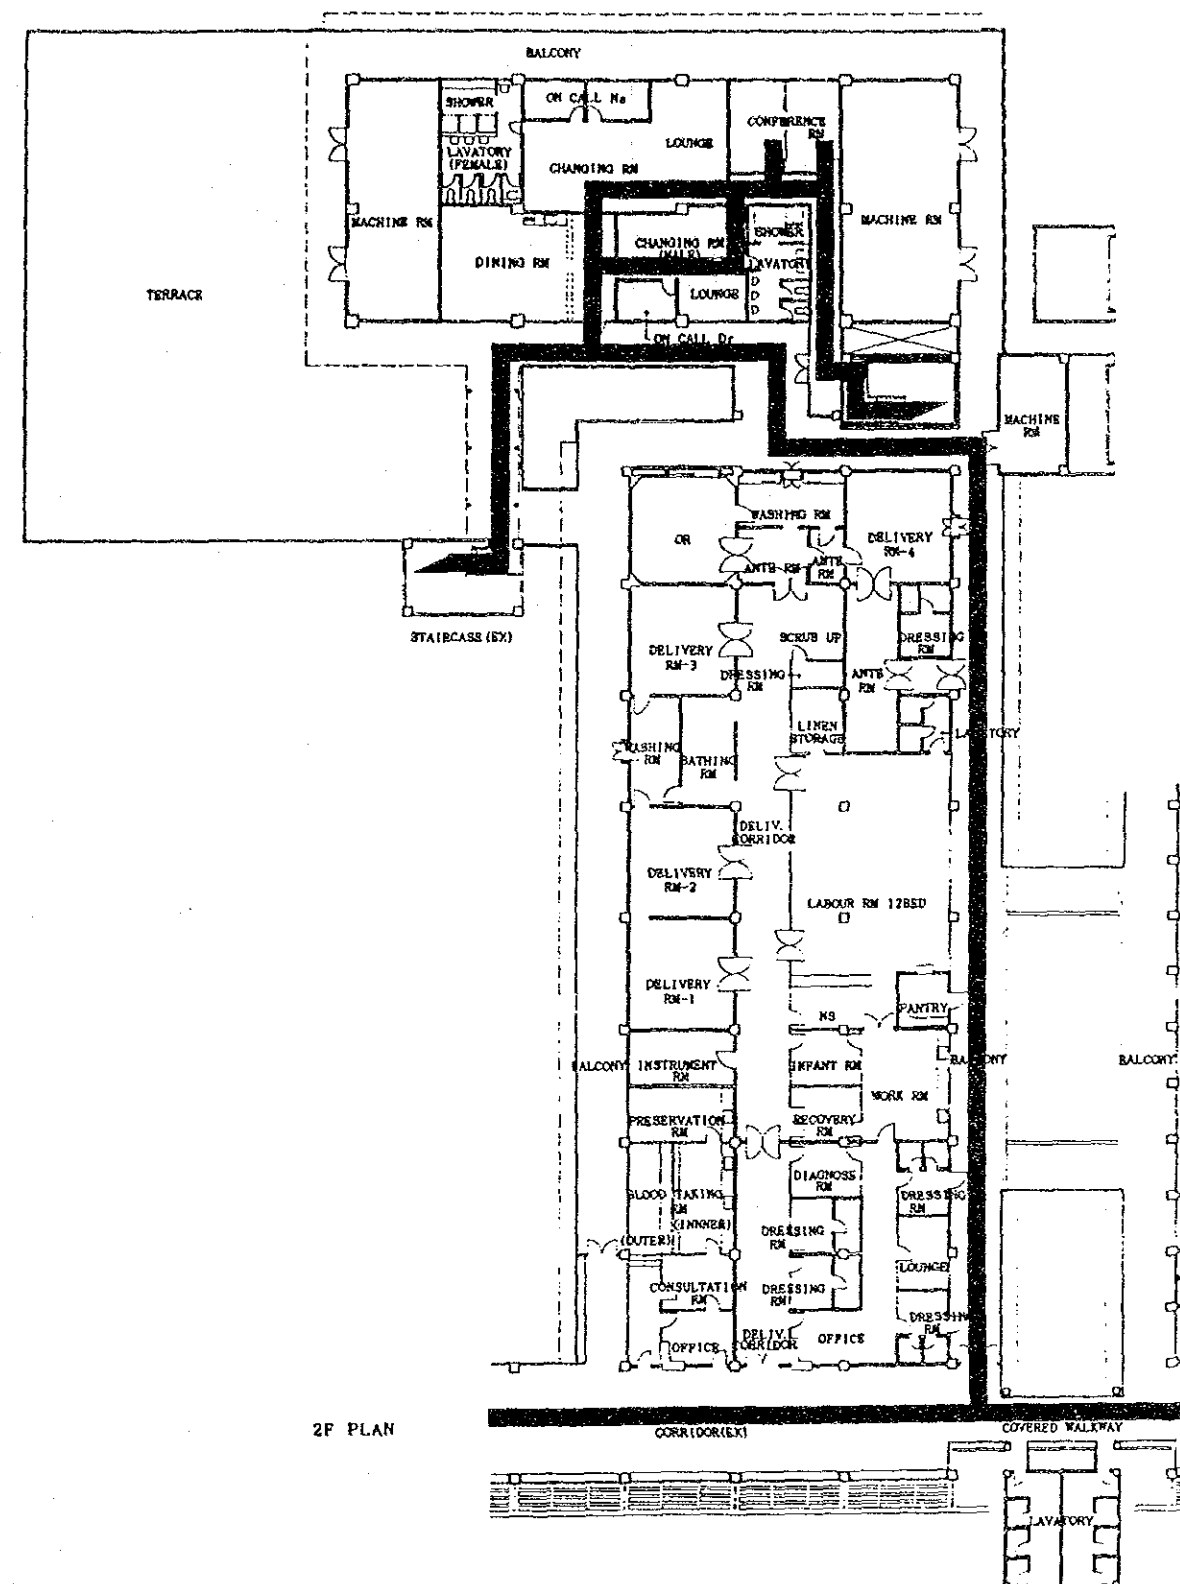 BALCONY
ON CALL Ns
SHOWER
CONFERENCE
RM
LOUNGE
LAVATORY
(FEMALE)
CHANGING RM
MACHINE RM
MACHINE RM
SHOWER
CHANGING RM
(MALE)
DINING RM
LAVATORY
TERRACE
LOUNGE
ON CALL Dr
MACHINE
RM
WASHING RM
OR
DELIVERY
RM-4
ANTE RM
ANTE
RM
STAIRCASE(EX)
SCRUB UP
DRESSING
RM
DELIVERY
RM-3
DRESSING
RM
ANTE
RM
LINEN
STORAGE
LAVATORY
WASHING
RM
BATHING
RM
DELIV.
CORRIDOR
DELIVERY
RM-2
LABOUR RM 12BED
DELIVERY
RM-1
PANTRY
NS
BALCONY
INSTRUMENT
RM
INFANT RM
BALCONY
BALCONY
WORK RM
PRESERVATION
RM
RECOVERY
RM
DIAGNOSE
RM
BLOOD TAKING
RM
(INNNER)
DRESSING
RM
(OUTER)
DRESSING
RM
LOUNGE
CONSULTATION
RM
DRESSING
RM
DRESSING
RM
OFFICE
DELIV.
CORRIDOR
OFFICE
2F PLAN
CORRIDOR(EX)
COVERED WALKWAY
LAVATORY